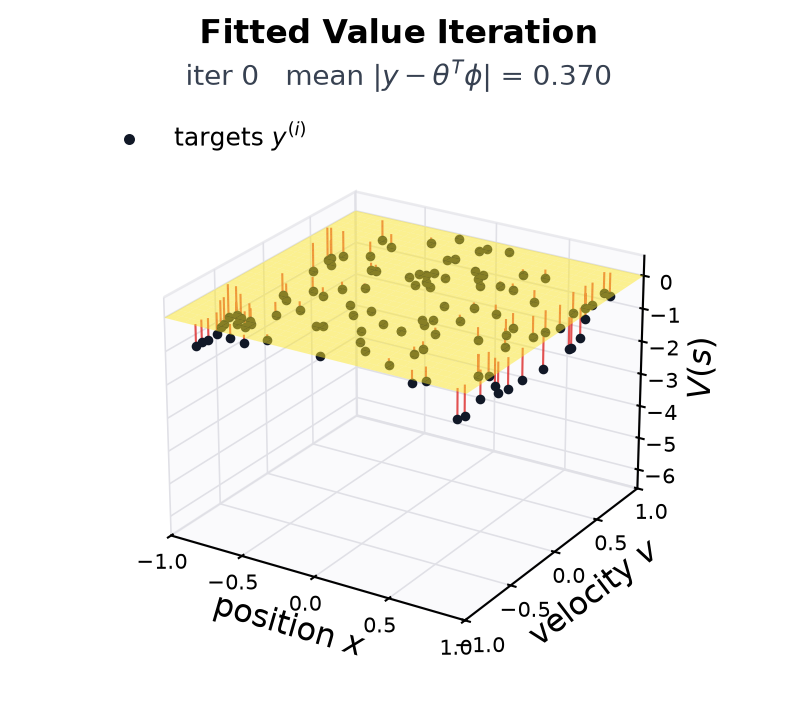 Fitted Value Iteration
iter 0 mean |y − θ^Tϕ| = 0.370
targets y^(i)
0
−1
−2
−3
−4
−5
−6
V(s)
−1.0
−0.5
0.0
0.5
1.0
position x
−1.0
−0.5
0.0
0.5
1.0
velocity v